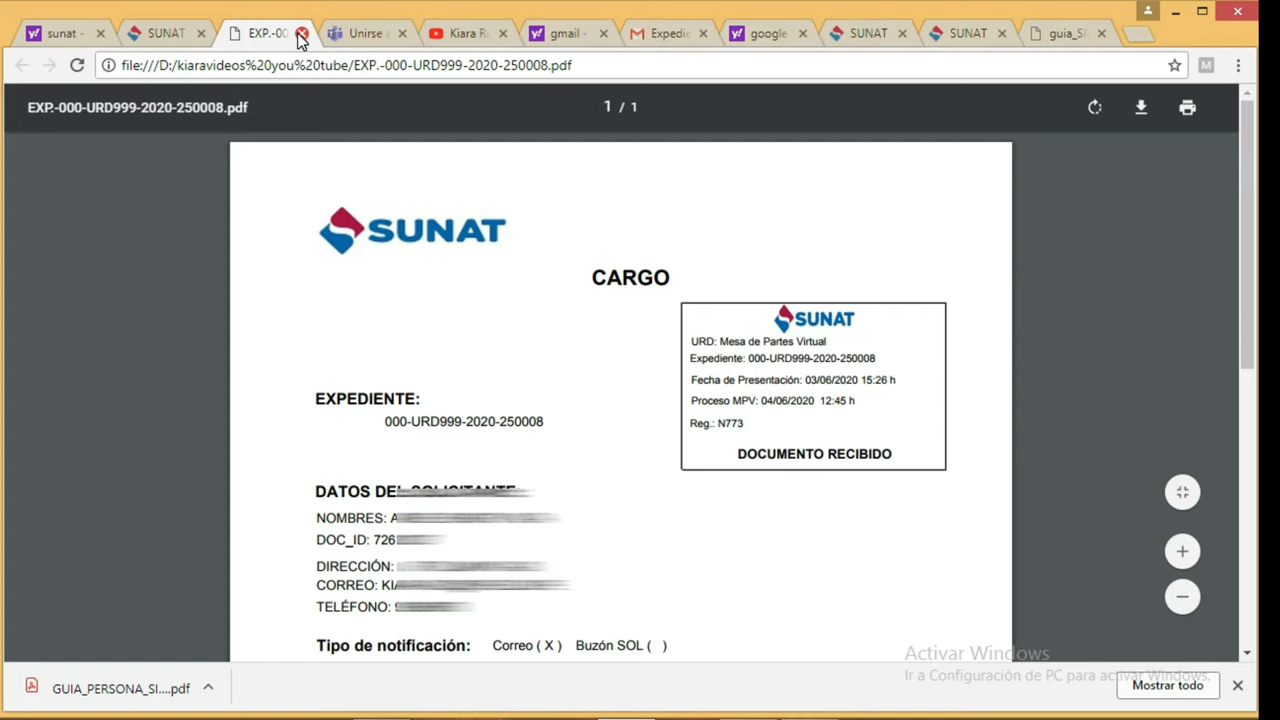 sunat -
SUNAT
EXP.-00
Unirse a
Kiara R
gmail -
Expedie
google
SUNAT
SUNAT
guia_Si
file:///D:/kiaravideos%20you%20tube/EXP.-000-URD999-2020-250008.pdf
M
EXP.-000-URD999-2020-250008.pdf
1 / 1
SUNAT
CARGO
SUNAT
URD: Mesa de Partes Virtual
Expediente: 000-URD999-2020-250008
Fecha de Presentación: 03/06/2020 15:26 h
Proceso MPV: 04/06/2020 12:45 h
Reg.: N773
DOCUMENTO RECIBIDO
EXPEDIENTE:
000-URD999-2020-250008
DATOS DEL SOLICITANTE
NOMBRES: A
DOC_ID: 726
DIRECCIÓN:
CORREO: KIA
TELÉFONO:
Tipo de notificación: Correo ( X ) Buzón SOL ( )
Activar Windows
Ir a Configuración de PC para activar Windows.
GUIA_PERSONA_SI....pdf
Mostrar todo